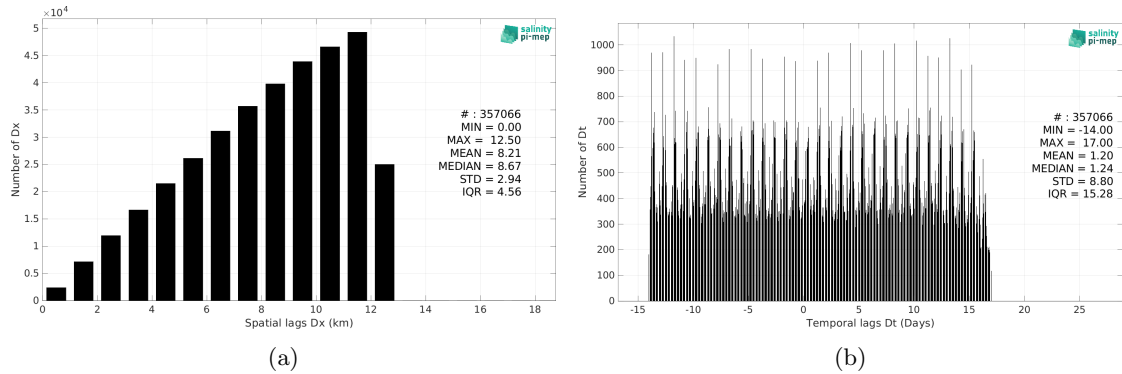 ×10⁴
5
4.5
4
3.5
3
2.5
2
1.5
1
0.5
0
Number of Dx
0 2 4 6 8 10 12 14 16 18
Spatial lags Dx (km)
salinity
pi-mep
# : 357066
MIN = 0.00
MAX = 12.50
MEAN = 8.21
MEDIAN = 8.67
STD = 2.94
IQR = 4.56
(a)
1000
900
800
700
600
500
400
300
200
100
0
Number of Dt
-15 -10 -5 0 5 10 15 20 25
Temporal lags Dt (Days)
salinity
pi-mep
# : 357066
MIN = -14.00
MAX = 17.00
MEAN = 1.20
MEDIAN = 1.24
STD = 8.80
IQR = 15.28
(b)